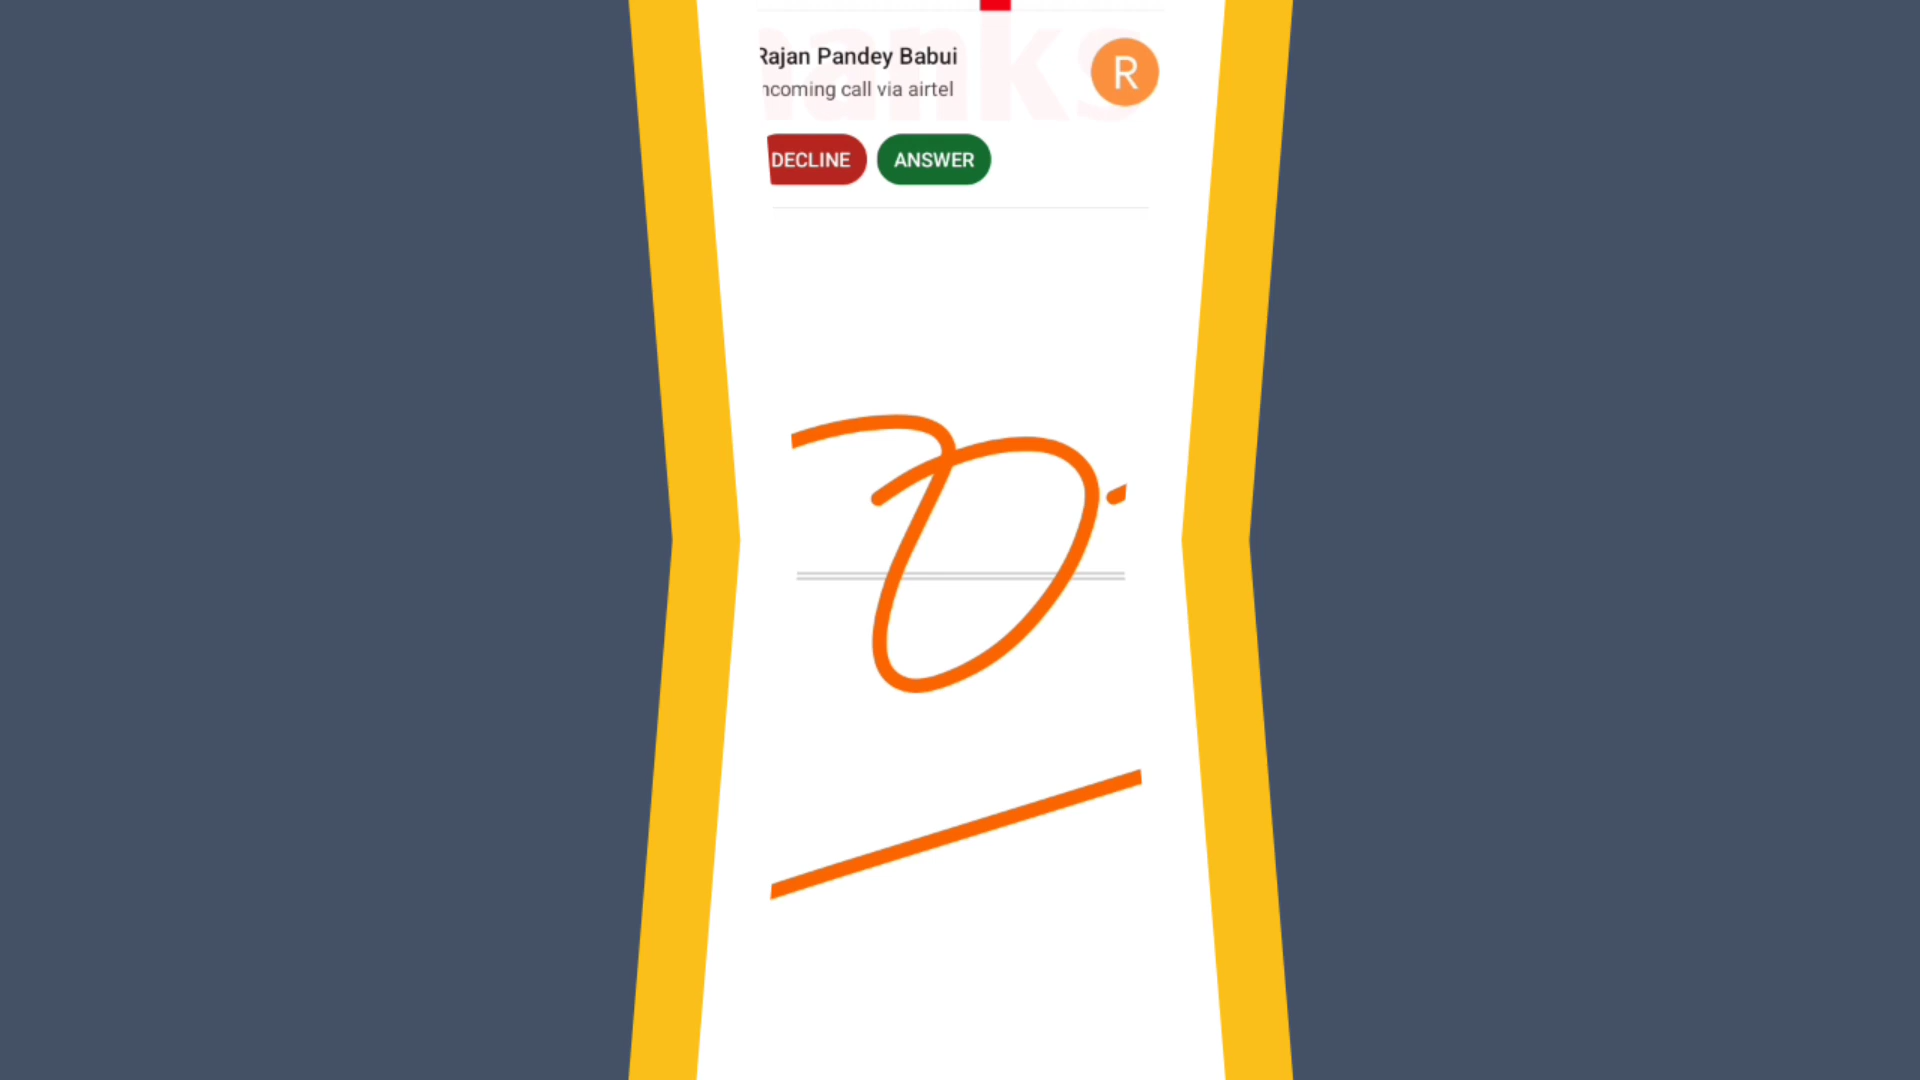 Rajan Pandey Babui
R
ncoming call via airtel
DECLINE
ANSWER